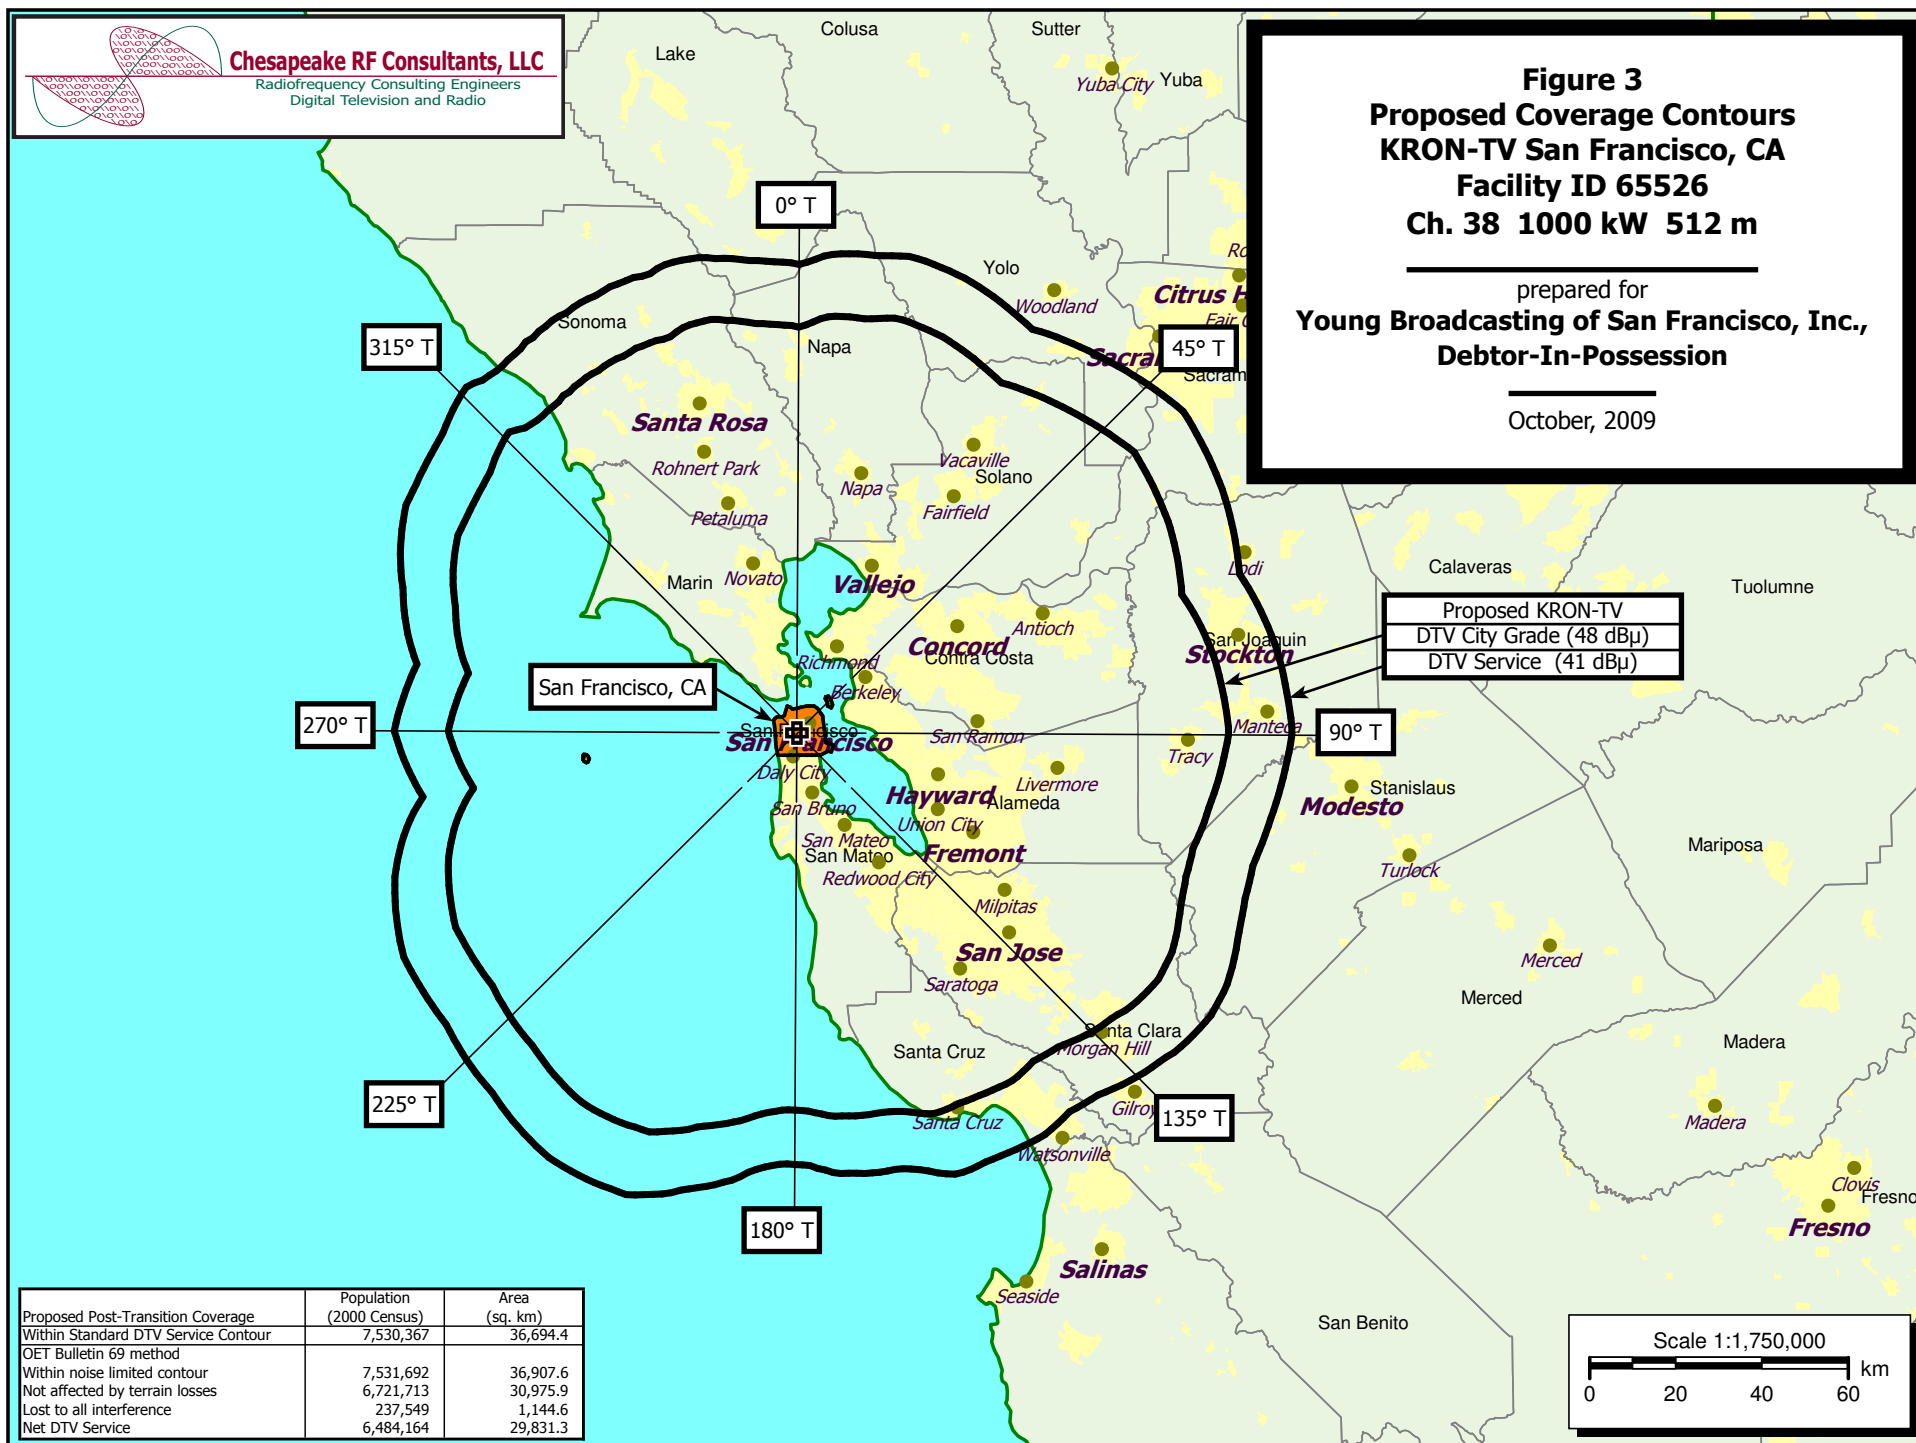 Chesapeake RF Consultants, LLC
Radiofrequency Consulting Engineers
Digital Television and Radio
Figure 3
Proposed Coverage Contours
KRON-TV San Francisco, CA
Facility ID 65526
Ch. 38 1000 kW 512 m
prepared for
Young Broadcasting of San Francisco, Inc.,
Debtor-In-Possession
October, 2009
Colusa
Sutter
Lake
Yuba City
Yuba
0° T
Yolo
Woodland
Citrus H
Fair
Sonoma
Napa
315° T
45° T
Sacra
Sacram
Santa Rosa
Rohnert Park
Vacaville
Solano
Napa
Fairfield
Petaluma
Marin
Novato
Vallejo
Lodi
Calaveras
Tuolumne
Proposed KRON-TV
DTV City Grade (48 dBµ)
DTV Service (41 dBµ)
Antioch
Concord
Contra Costa
San Joaquin
Stockton
Richmond
Berkeley
San Francisco, CA
270° T
San Francisco
San Francisco
San Ramon
Manteca
Tracy
90° T
Daly City
Livermore
Hayward
Alameda
Stanislaus
Modesto
San Bruno
Union City
San Mateo
San Mateo
Fremont
Redwood City
Turlock
Mariposa
Milpitas
San Jose
Saratoga
Merced
Merced
Santa Clara
Morgan Hill
Santa Cruz
Madera
225° T
Gilroy
135° T
Santa Cruz
Madera
Watsonville
180° T
Clovis
Fresno
Fresno
Salinas
Seaside
San Benito
Proposed Post-Transition Coverage Population (2000 Census) Area (sq. km)
Within Standard DTV Service Contour 7,530,367 36,694.4
OET Bulletin 69 method
Within noise limited contour 7,531,692 36,907.6
Not affected by terrain losses 6,721,713 30,975.9
Lost to all interference 237,549 1,144.6
Net DTV Service 6,484,164 29,831.3
Scale 1:1,750,000
km
0 20 40 60